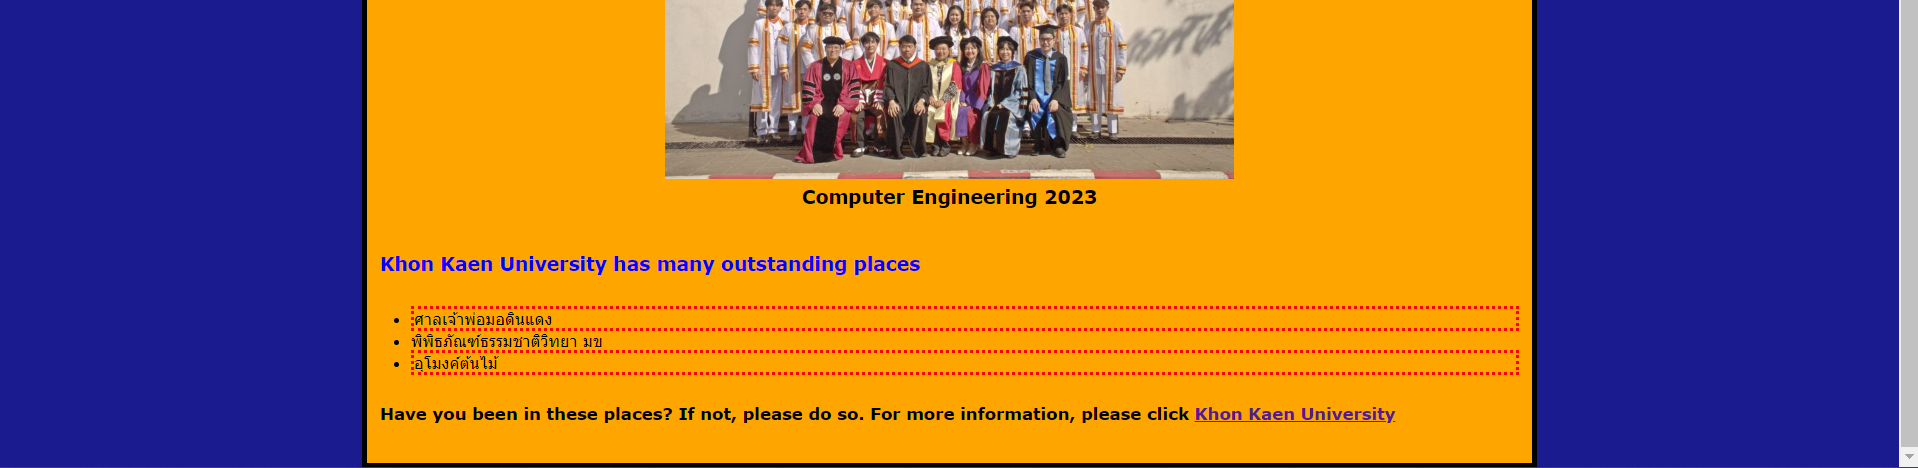 Computer Engineering 2023
Khon Kaen University has many outstanding places
ศาลเจ้าพ่อมอดินแดง
พิพิธภัณฑ์ธรรมชาติวิทยา มข
อุโมงค์ต้นไม้
Have you been in these places? If not, please do so. For more information, please click Khon Kaen University